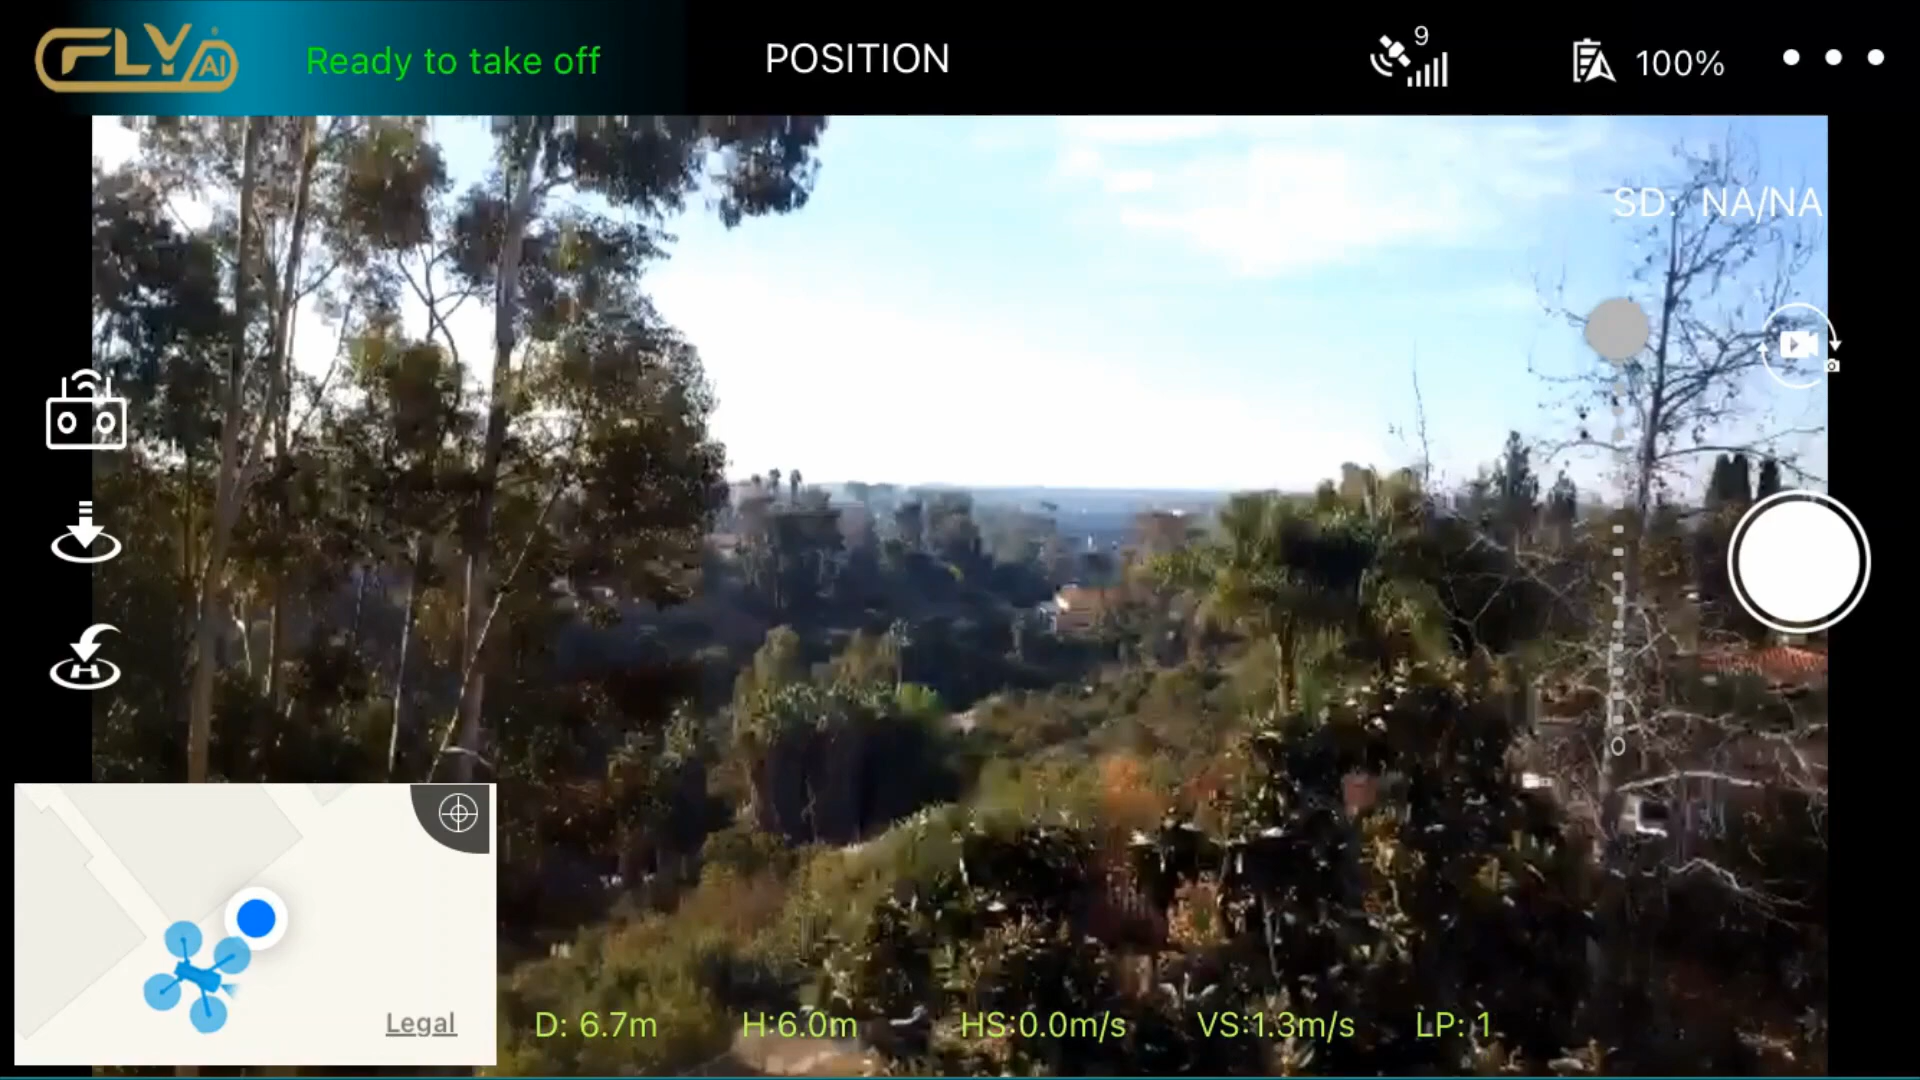 FLY AI
Ready to take off
POSITION
9
100%
SD: NA/NA
0
H
Legal
D: 6.7m
H:6.0m
HS:0.0m/s
VS:1.3m/s
LP: 1